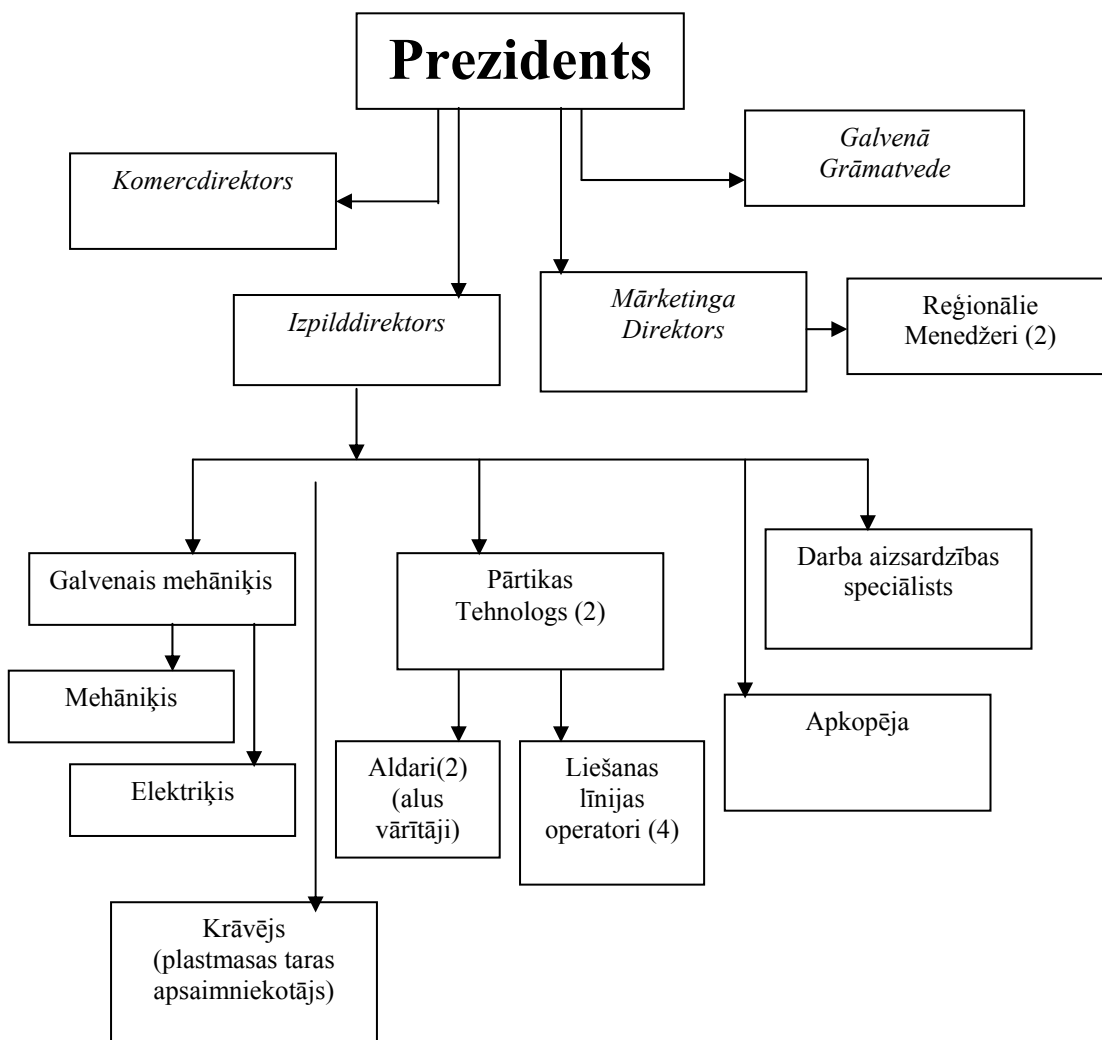 Prezidents
Komercdirektors
Galvenā
Grāmatvede
Izpilddirektors
Mārketinga
Direktors
Reģionālie
Menedžeri (2)
Galvenais mehāniķis
Pārtikas
Tehnologs (2)
Darba aizsardzības
speciālists
Mehāniķis
Elektriķis
Aldari(2)
(alus
vārītāji)
Liešanas
līnijas
operatori (4)
Apkopēja
Krāvējs
(plastmasas taras
apsaimniekotājs)